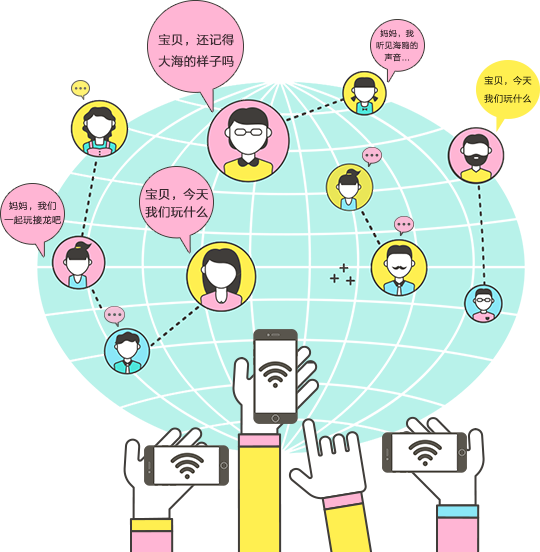 宝贝，还记得
大海的样子吗
妈妈，我
听见海鸥的
声音...
宝贝，今天
我们玩什么
宝贝，今天
我们玩什么
妈妈，我们
一起玩接龙吧